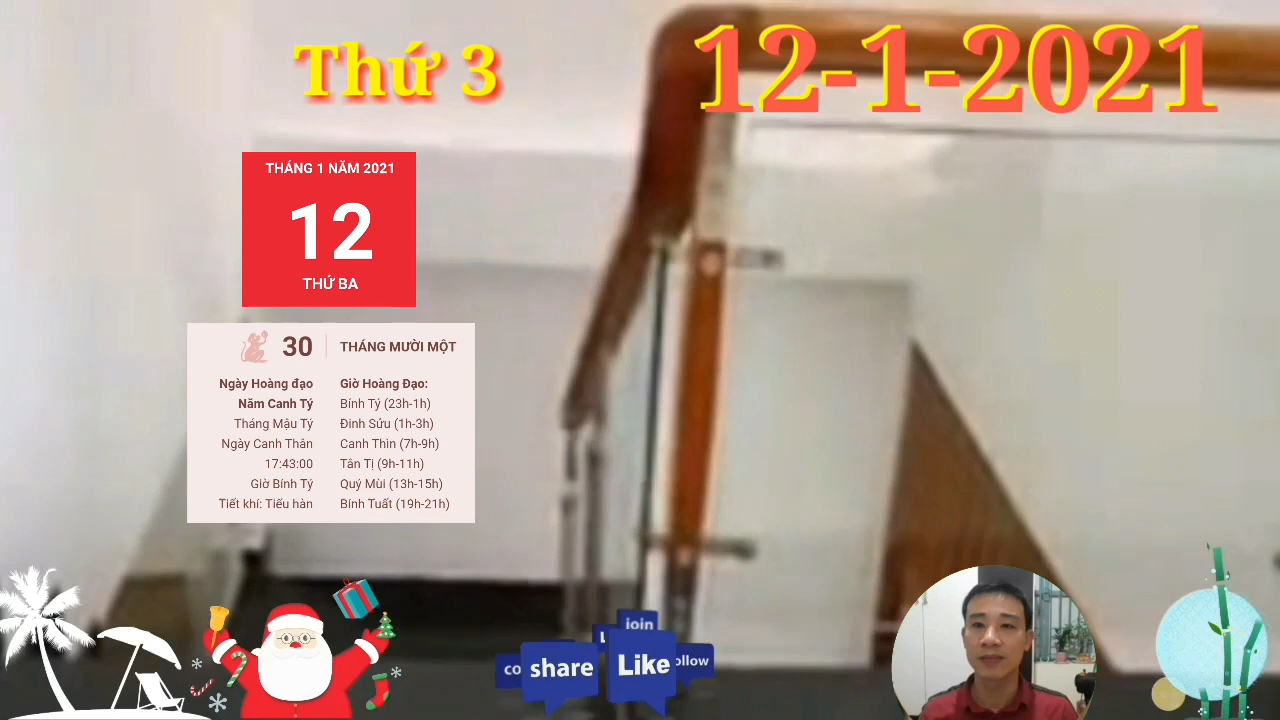 Thứ 3
12-1-2021
THÁNG 1 NĂM 2021
12
THỨ BA
30
THÁNG MƯỜI MỘT
Ngày Hoàng đạo
Năm Canh Tý
Tháng Mậu Tý
Ngày Canh Thân
17:43:00
Giờ Bính Tý
Tiết khí: Tiểu hàn
Giờ Hoàng Đạo:
Bính Tý (23h-1h)
Đinh Sửu (1h-3h)
Canh Thìn (7h-9h)
Tân Tị (9h-11h)
Quý Mùi (13h-15h)
Bính Tuất (19h-21h)
join
co share Like ollow